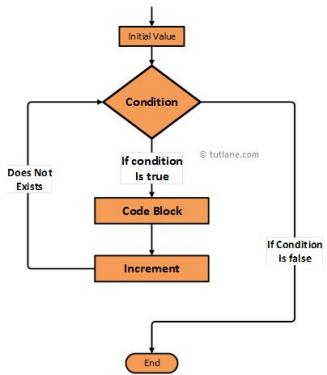 Initial Value
Condition
© tutlane.com
If condition
Is true
Does Not
Exists
Code Block
If Condition
Is false
Increment
End